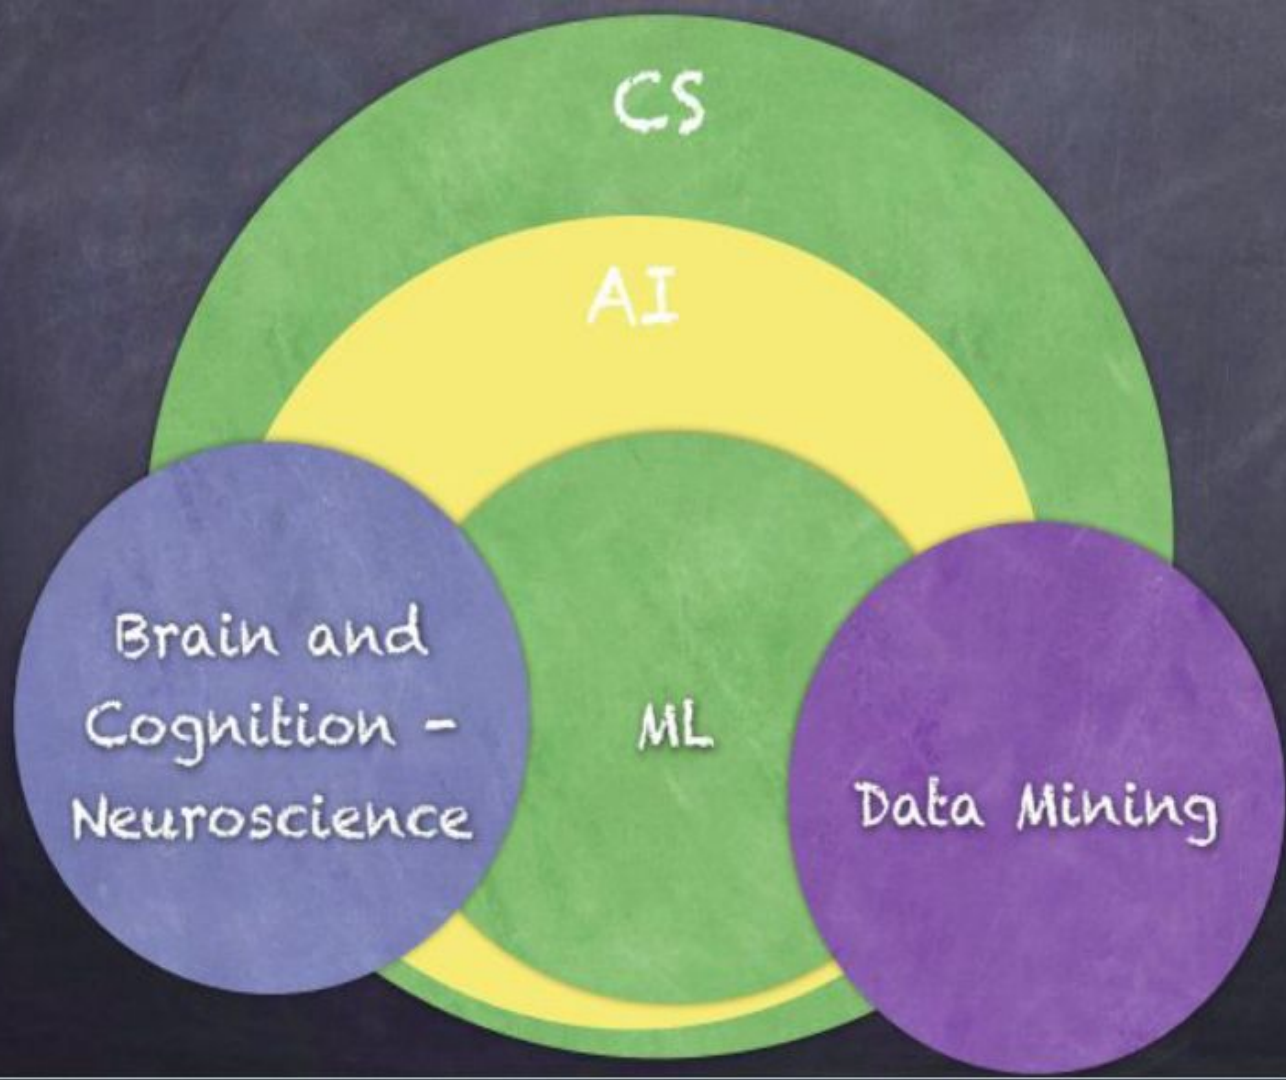 CS
AI
Brain and
Cognition -
Neuroscience
ML
Data Mining